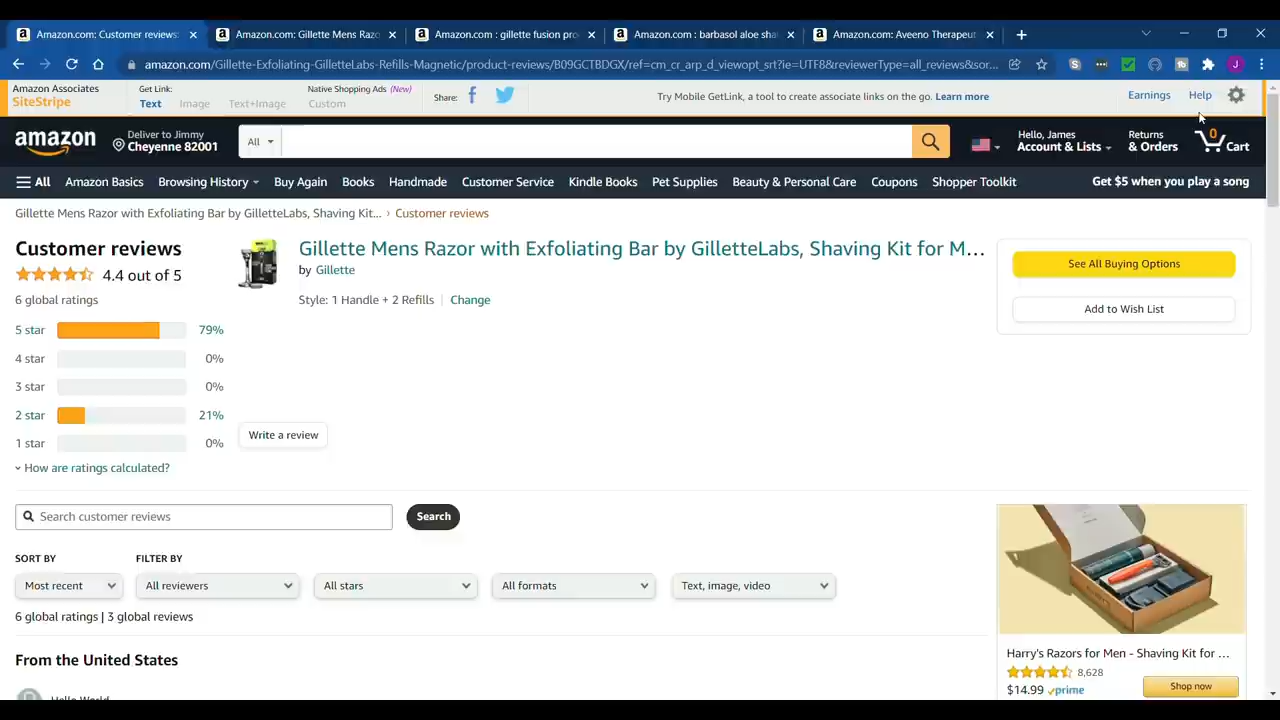 Amazon.com: Customer reviews:
Amazon.com: Gillette Mens Razo
Amazon.com : gillette fusion pro
Amazon.com : barbasol aloe sha
Amazon.com: Aveeno Therapeut
amazon.com/Gillette-Exfoliating-GilletteLabs-Refills-Magnetic/product-reviews/B09GCTBDGX/ref=cm_cr_arp_d_viewopt_srt?ie=UTF8&reviewerType=all_reviews&sor...
Amazon Associates
SiteStripe
Get Link:
Text Image Text+Image
Native Shopping Ads (New)
Custom
Share:
Try Mobile GetLink, a tool to create associate links on the go. Learn more
Earnings Help
amazon
Deliver to Jimmy
Cheyenne 82001
All
Hello, James
Account & Lists
Returns
& Orders
0
Cart
All Amazon Basics Browsing History Buy Again Books Handmade Customer Service Kindle Books Pet Supplies Beauty & Personal Care Coupons Shopper Toolkit Get $5 when you play a song
Gillette Mens Razor with Exfoliating Bar by GilletteLabs, Shaving Kit... › Customer reviews
Customer reviews
4.4 out of 5
6 global ratings
5 star 79%
4 star 0%
3 star 0%
2 star 21%
1 star 0%
How are ratings calculated?
Gillette Mens Razor with Exfoliating Bar by GilletteLabs, Shaving Kit for M...
by Gillette
Style: 1 Handle + 2 Refills | Change
Write a review
See All Buying Options
Add to Wish List
Search customer reviews
Search
SORT BY
Most recent
FILTER BY
All reviewers
All stars
All formats
Text, image, video
6 global ratings | 3 global reviews
From the United States
Hello World
Harry's Razors for Men - Shaving Kit for ...
8,628
$14.99 prime
Shop now